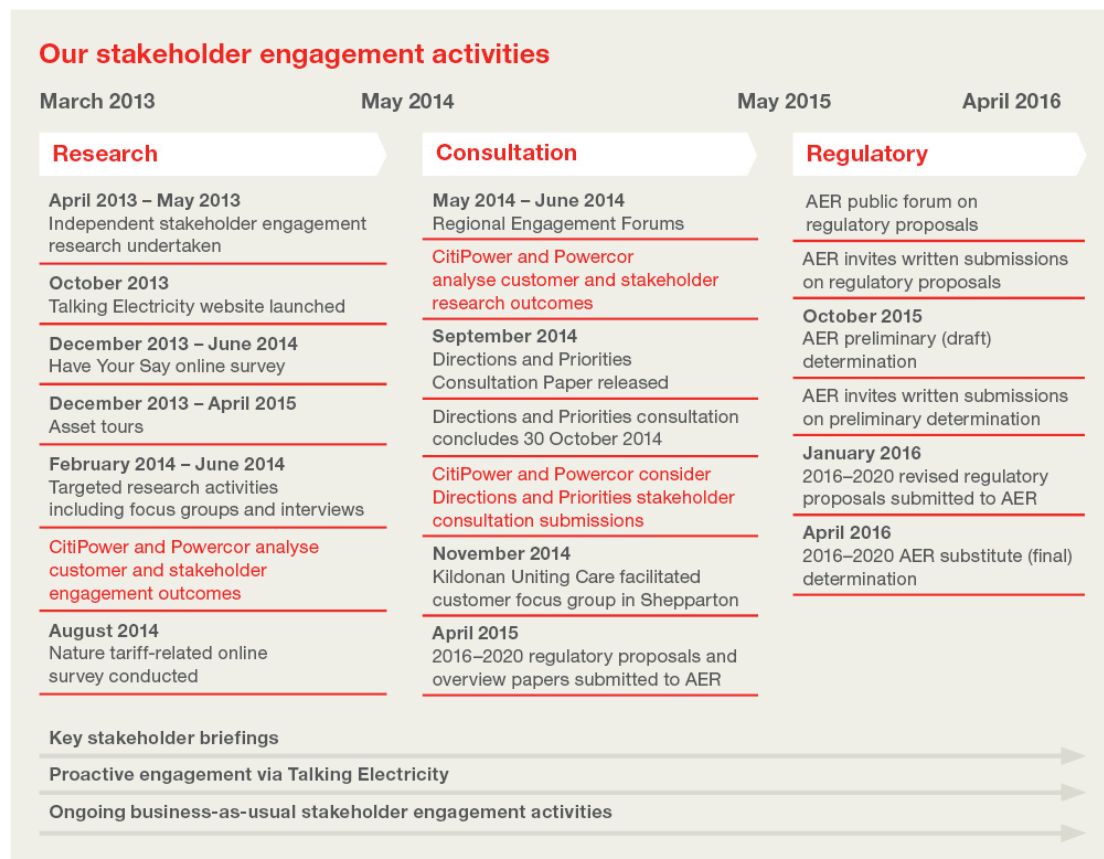 Our stakeholder engagement activities
March 2013
May 2014
May 2015
April 2016
Research
April 2013 – May 2013
Independent stakeholder engagement
research undertaken
October 2013
Talking Electricity website launched
December 2013 – June 2014
Have Your Say online survey
December 2013 – April 2015
Asset tours
February 2014 – June 2014
Targeted research activities
including focus groups and interviews
CitiPower and Powercor analyse
customer and stakeholder
engagement outcomes
August 2014
Nature tariff-related online
survey conducted
Consultation
May 2014 – June 2014
Regional Engagement Forums
CitiPower and Powercor
analyse customer and stakeholder
research outcomes
September 2014
Directions and Priorities
Consultation Paper released
Directions and Priorities consultation
concludes 30 October 2014
CitiPower and Powercor consider
Directions and Priorities stakeholder
consultation submissions
November 2014
Kildonan Uniting Care facilitated
customer focus group in Shepparton
April 2015
2016–2020 regulatory proposals and
overview papers submitted to AER
Regulatory
AER public forum on
regulatory proposals
AER invites written submissions
on regulatory proposals
October 2015
AER preliminary (draft)
determination
AER invites written submissions
on preliminary determination
January 2016
2016–2020 revised regulatory
proposals submitted to AER
April 2016
2016–2020 AER substitute (final)
determination
Key stakeholder briefings
Proactive engagement via Talking Electricity
Ongoing business-as-usual stakeholder engagement activities